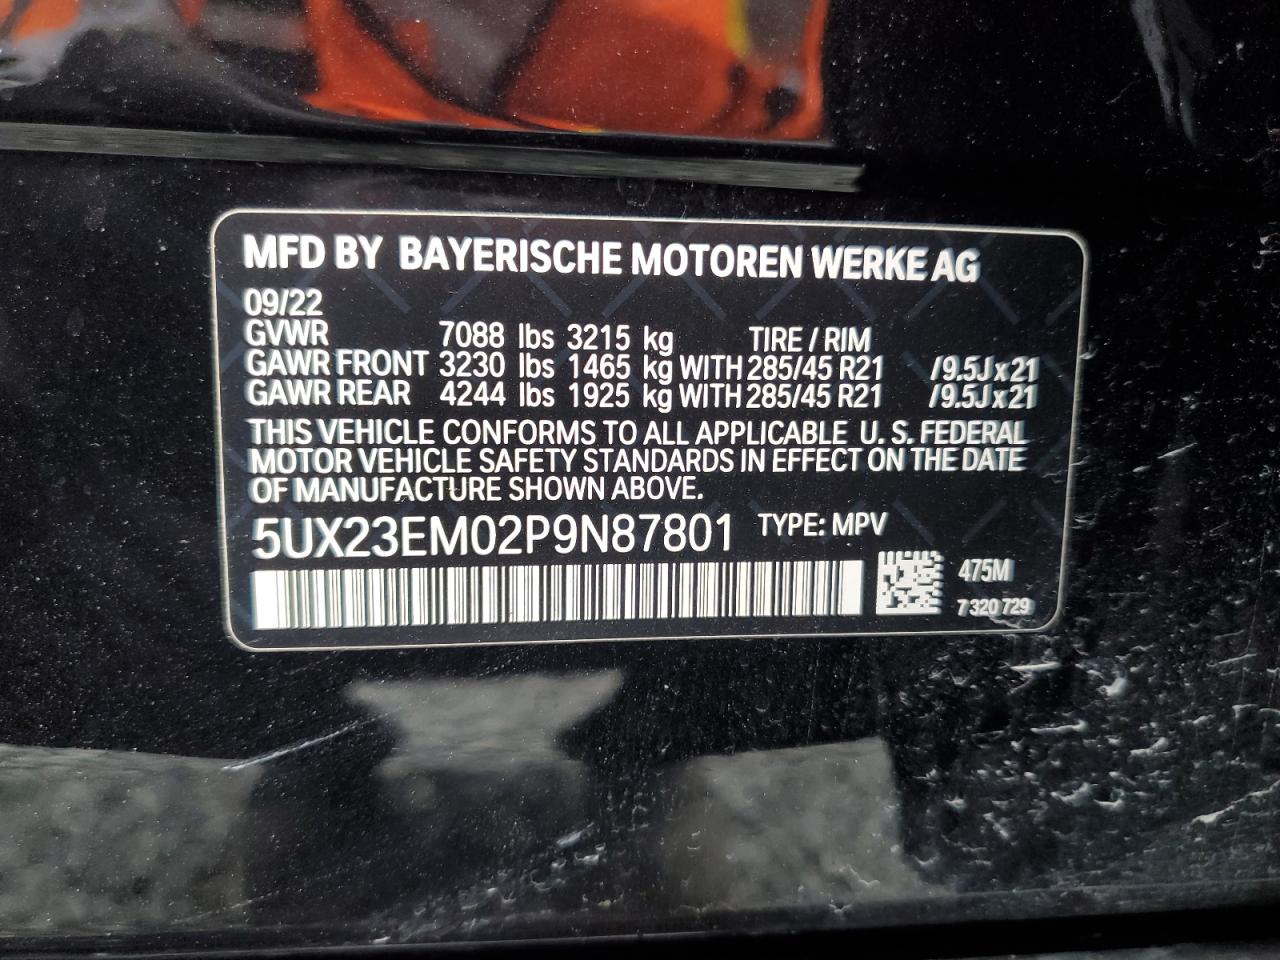 MFD BY BAYERISCHE MOTOREN WERKE AG
09/22
GVWR 7088 lbs 3215 kg TIRE / RIM
GAWR FRONT 3230 lbs 1465 kg WITH 285/45 R21 /9.5J x 21
GAWR REAR 4244 lbs 1925 kg WITH 285/45 R21 /9.5J x 21
THIS VEHICLE CONFORMS TO ALL APPLICABLE U. S. FEDERAL
MOTOR VEHICLE SAFETY STANDARDS IN EFFECT ON THE DATE
OF MANUFACTURE SHOWN ABOVE.
5UX23EM02P9N87801 TYPE: MPV
475M
7 320 729